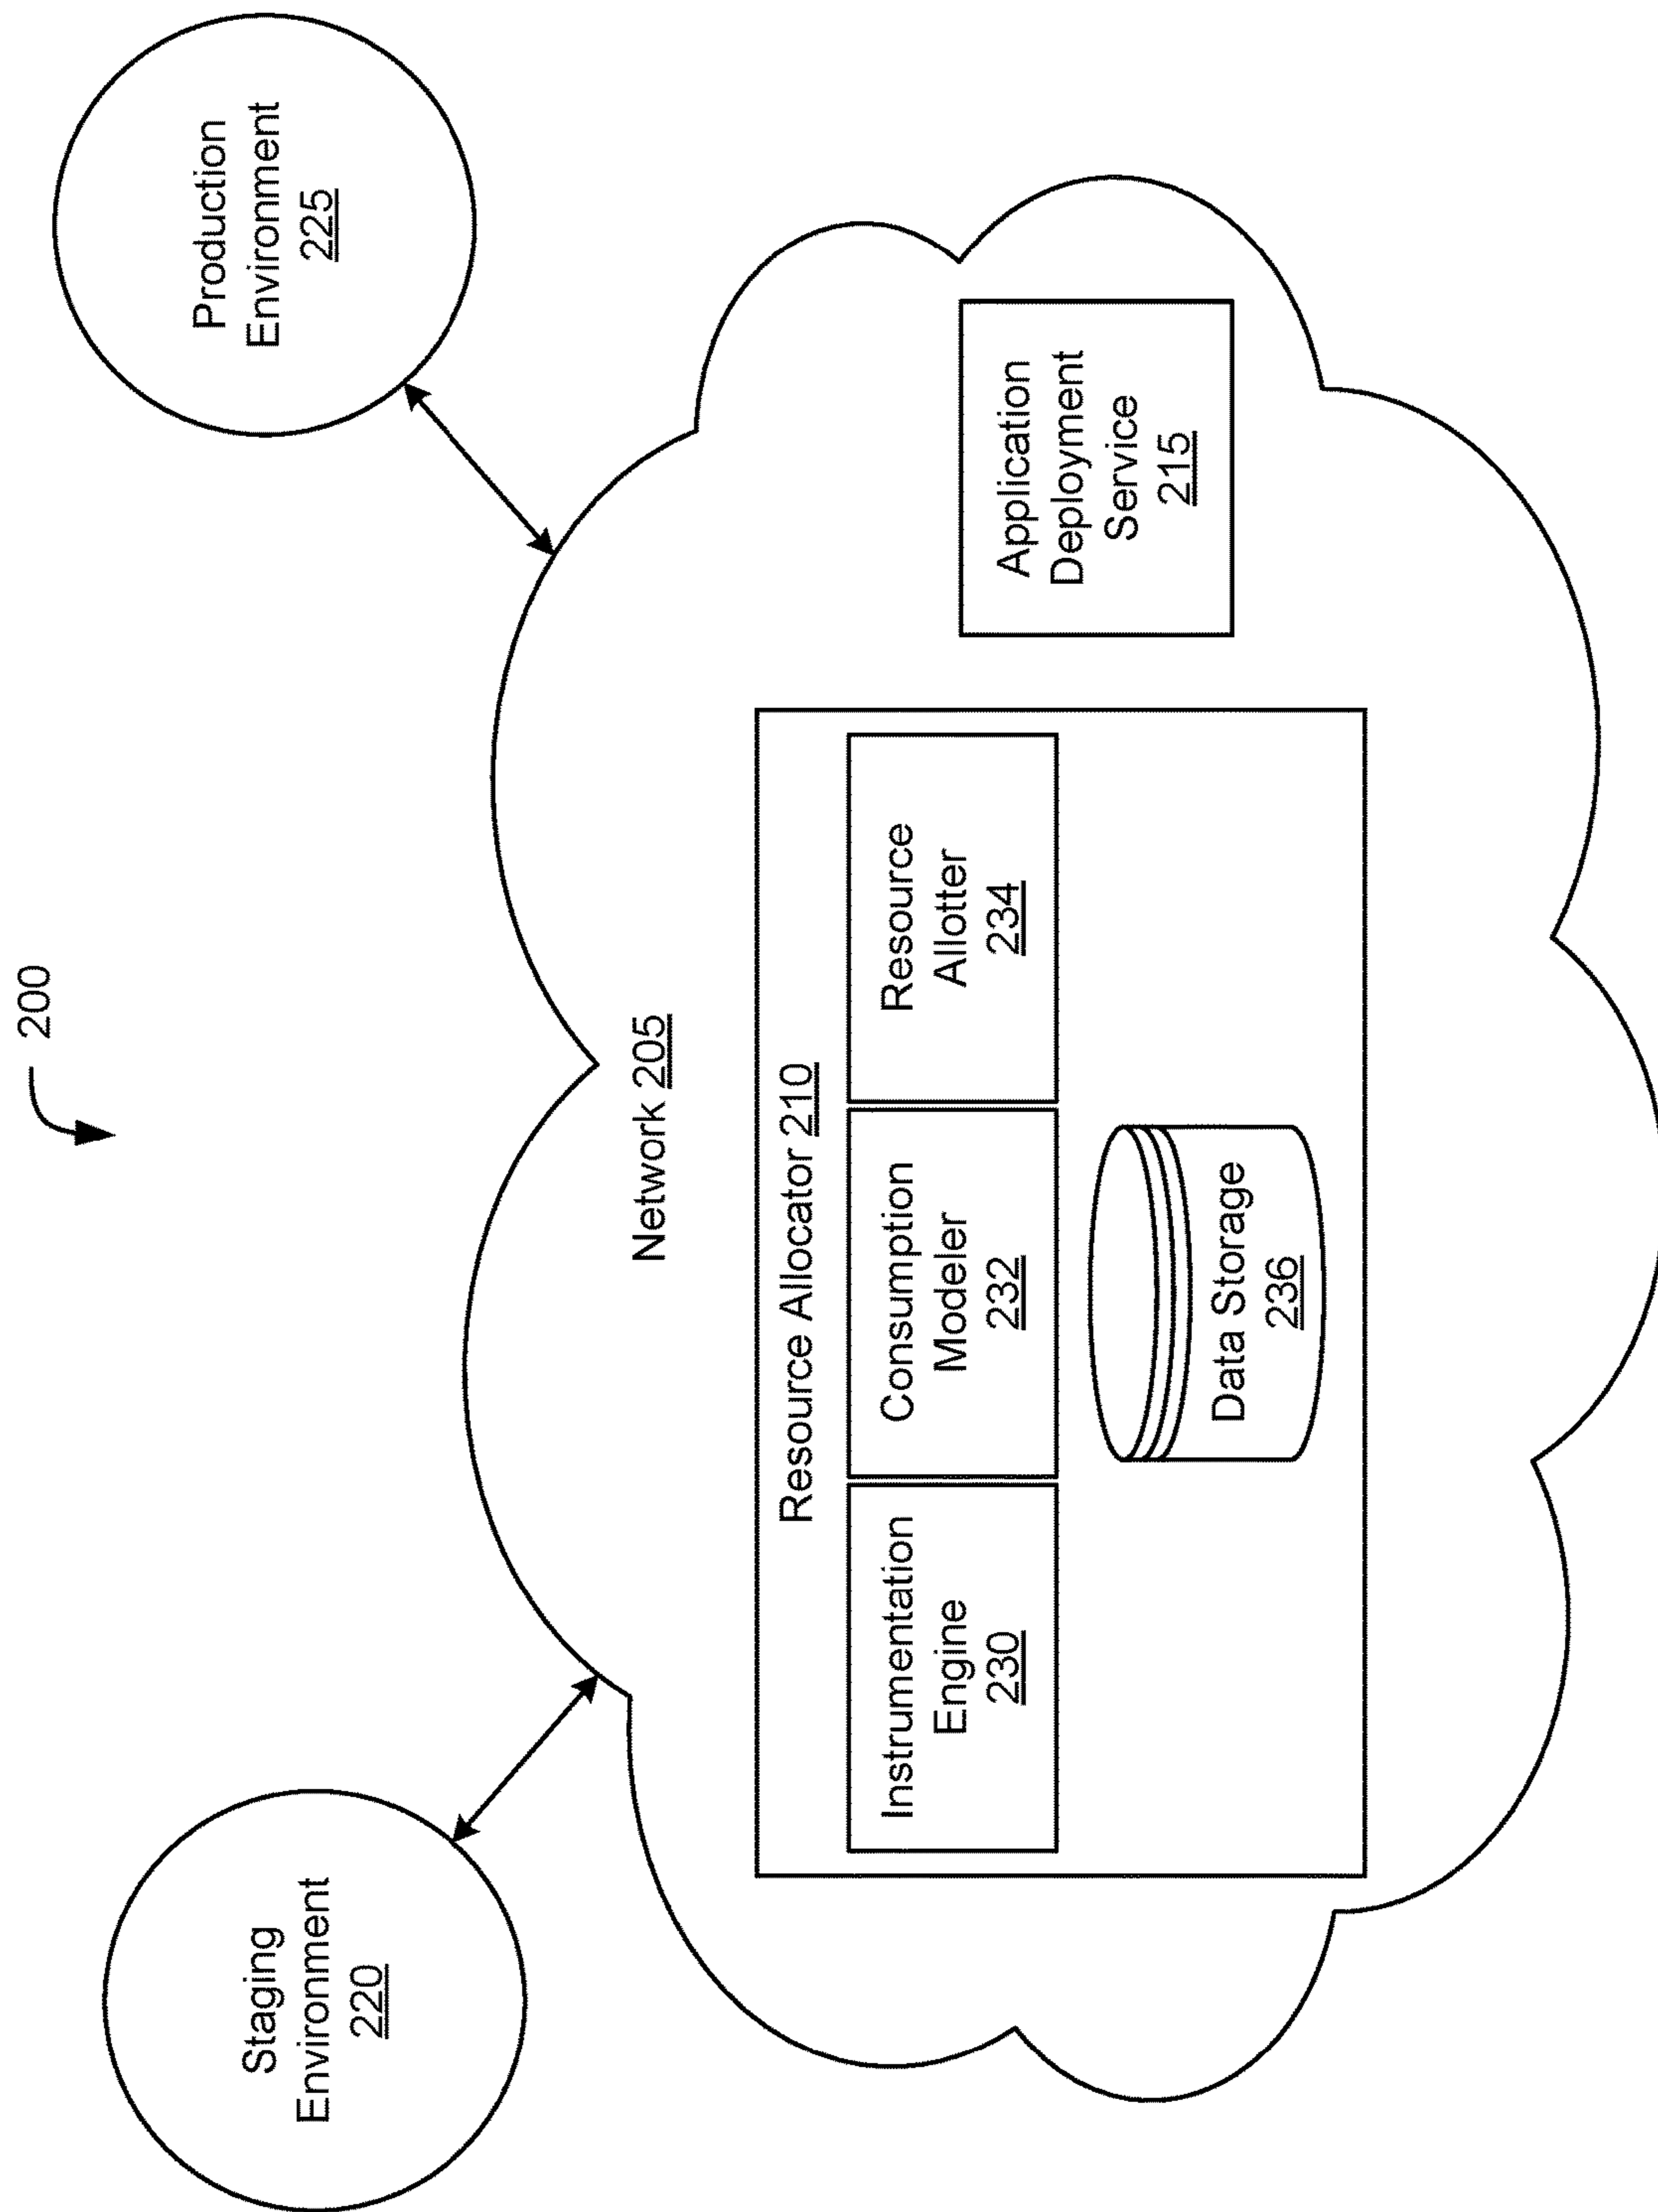 200
Staging
Environment
220
Production
Environment
225
Network 205
Resource Allocator 210
Instrumentation
Engine
230
Consumption
Modeler
232
Resource
Allotter
234
Data Storage
236
Application
Deployment
Service
215